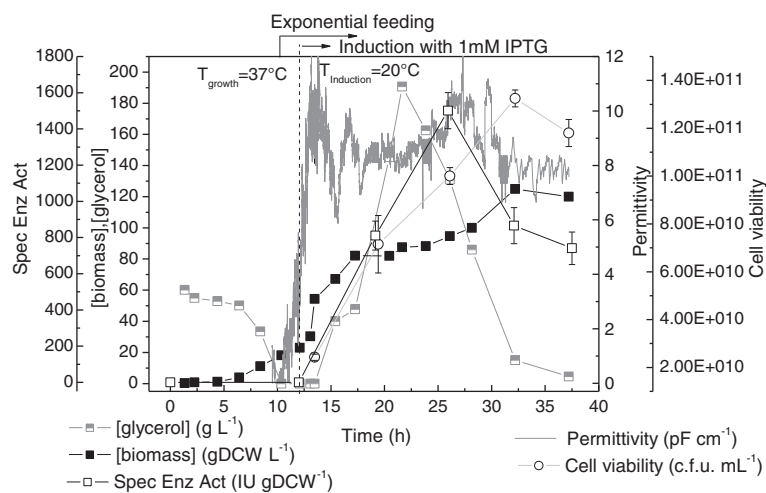 Exponential feeding
Induction with 1mM IPTG
T growth=37°C
T Induction=20°C
Spec Enz Act
1800
1600
1400
1200
1000
800
600
400
200
0
[biomass],[glycerol]
200
180
160
140
120
100
80
60
40
20
0
12
10
8
6
4
2
0
Permittivity
1.40E+011
1.20E+011
1.00E+011
8.00E+010
6.00E+010
4.00E+010
2.00E+010
Cell viability
0 5 10 15 20 25 30 35 40
Time (h)
[glycerol] (g L-1)
[biomass] (gDCW L-1)
Spec Enz Act (IU gDCW-1)
Permittivity (pF cm-1)
Cell viability (c.f.u. mL-1)